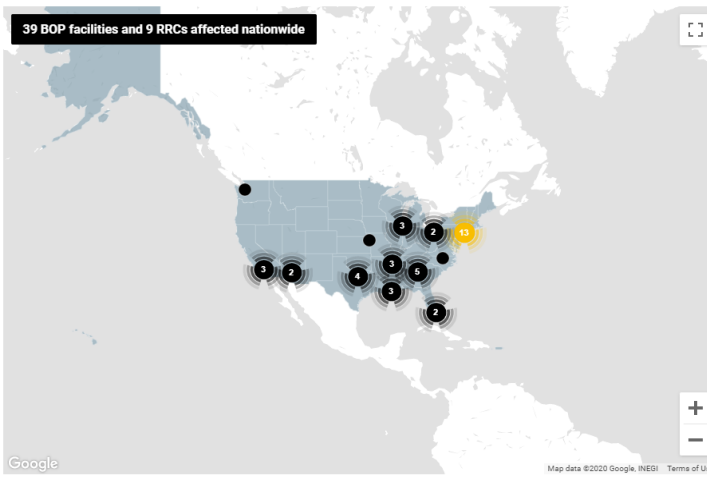 39 BOP facilities and 9 RRCs affected nationwide
3
2
13
3
5
3
2
4
3
2
Google
Map data ©2020 Google, INEGI
Terms of U